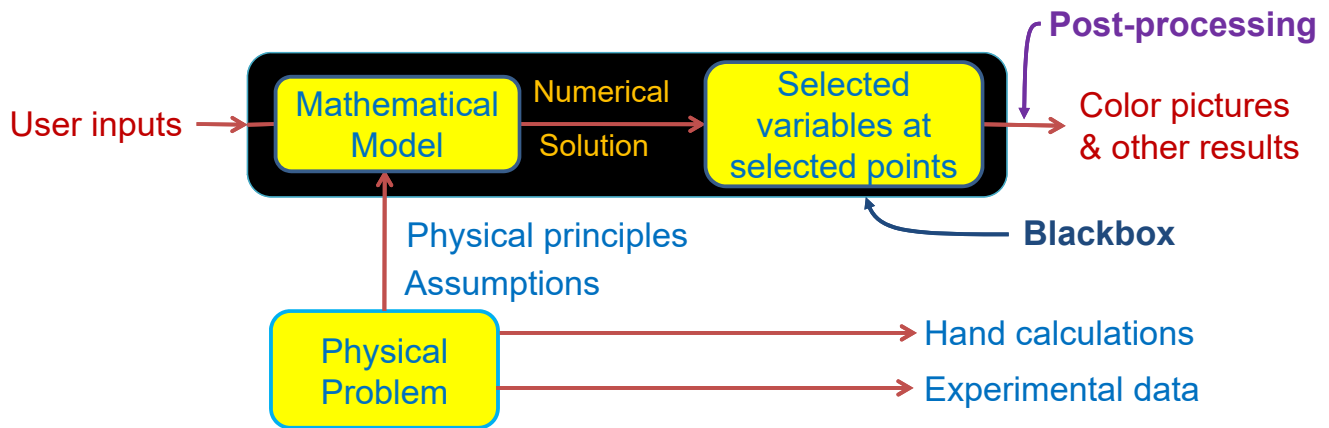 Post-processing
User inputs
Mathematical
Model
Numerical
Solution
Selected
variables at
selected points
Color pictures
& other results
Physical principles
Assumptions
Blackbox
Physical
Problem
Hand calculations
Experimental data